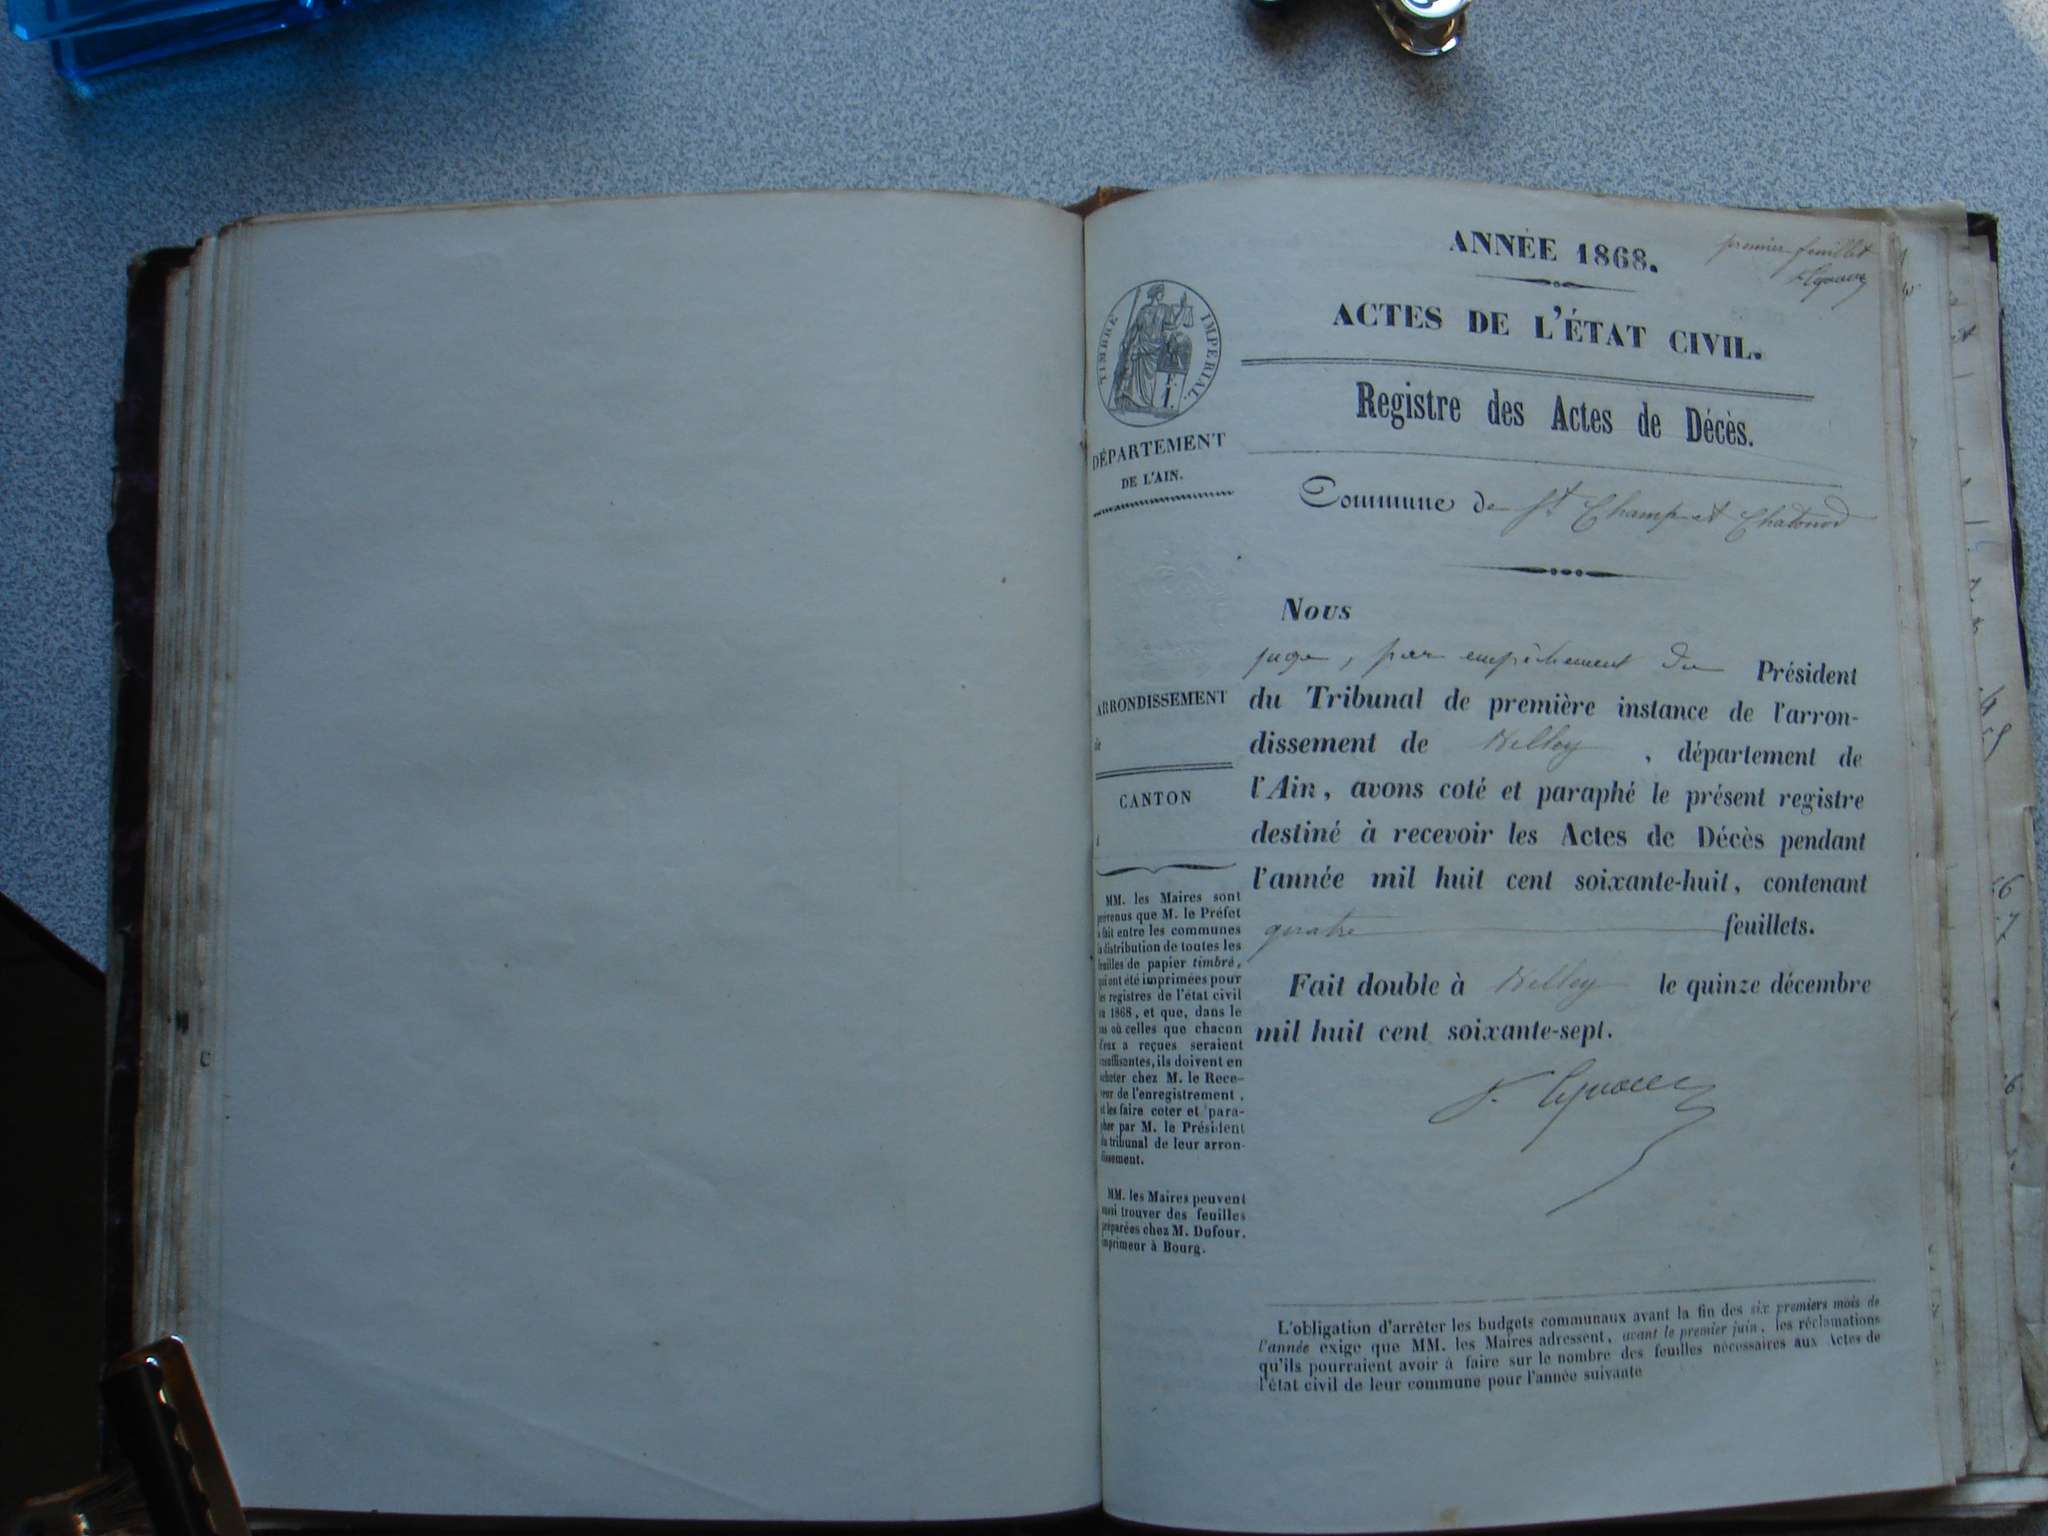 ANNÉE 1868.
premier feuillet
ACTES DE L'ÉTAT CIVIL.
Registre des Actes de Décès.
Commune de St Champ et Chatonod
TIMBRE IMPÉRIAL.
DÉPARTEMENT
DE L'AIN.
ARRONDISSEMENT
de
CANTON
MM. les Maires sont
prévenus que M. le Préfet
a fait entre les communes
la distribution de toutes les
feuilles de papier timbré,
qui ont été imprimées pour
les registres de l'état civil
en 1868, et que, dans le
cas où celles que chacun
d'eux a reçues seraient
insuffisantes, ils doivent en
acheter chez M. le Rece-
veur de l'enregistrement,
et les faire coter et para-
pher par M. le Président
du tribunal de leur arron-
dissement.
MM. les Maires peuvent
aussi trouver des feuilles
préparées chez M. Dufour,
imprimeur à Bourg.
Nous
juge, par empêchement du Président
du Tribunal de première instance de l'arron-
dissement de Belley, département de
l'Ain, avons coté et paraphé le présent registre
destiné à recevoir les Actes de Décès pendant
l'année mil huit cent soixante-huit, contenant
quatre feuillets.
Fait double à Belley le quinze décembre
mil huit cent soixante-sept.
L'obligation d'arrêter les budgets communaux avant la fin des six premiers mois de
l'année exige que MM. les Maires adressent, avant le premier juin, les réclamations
qu'ils pourraient avoir à faire sur le nombre des feuilles nécessaires aux Actes de
l'état civil de leur commune pour l'année suivante